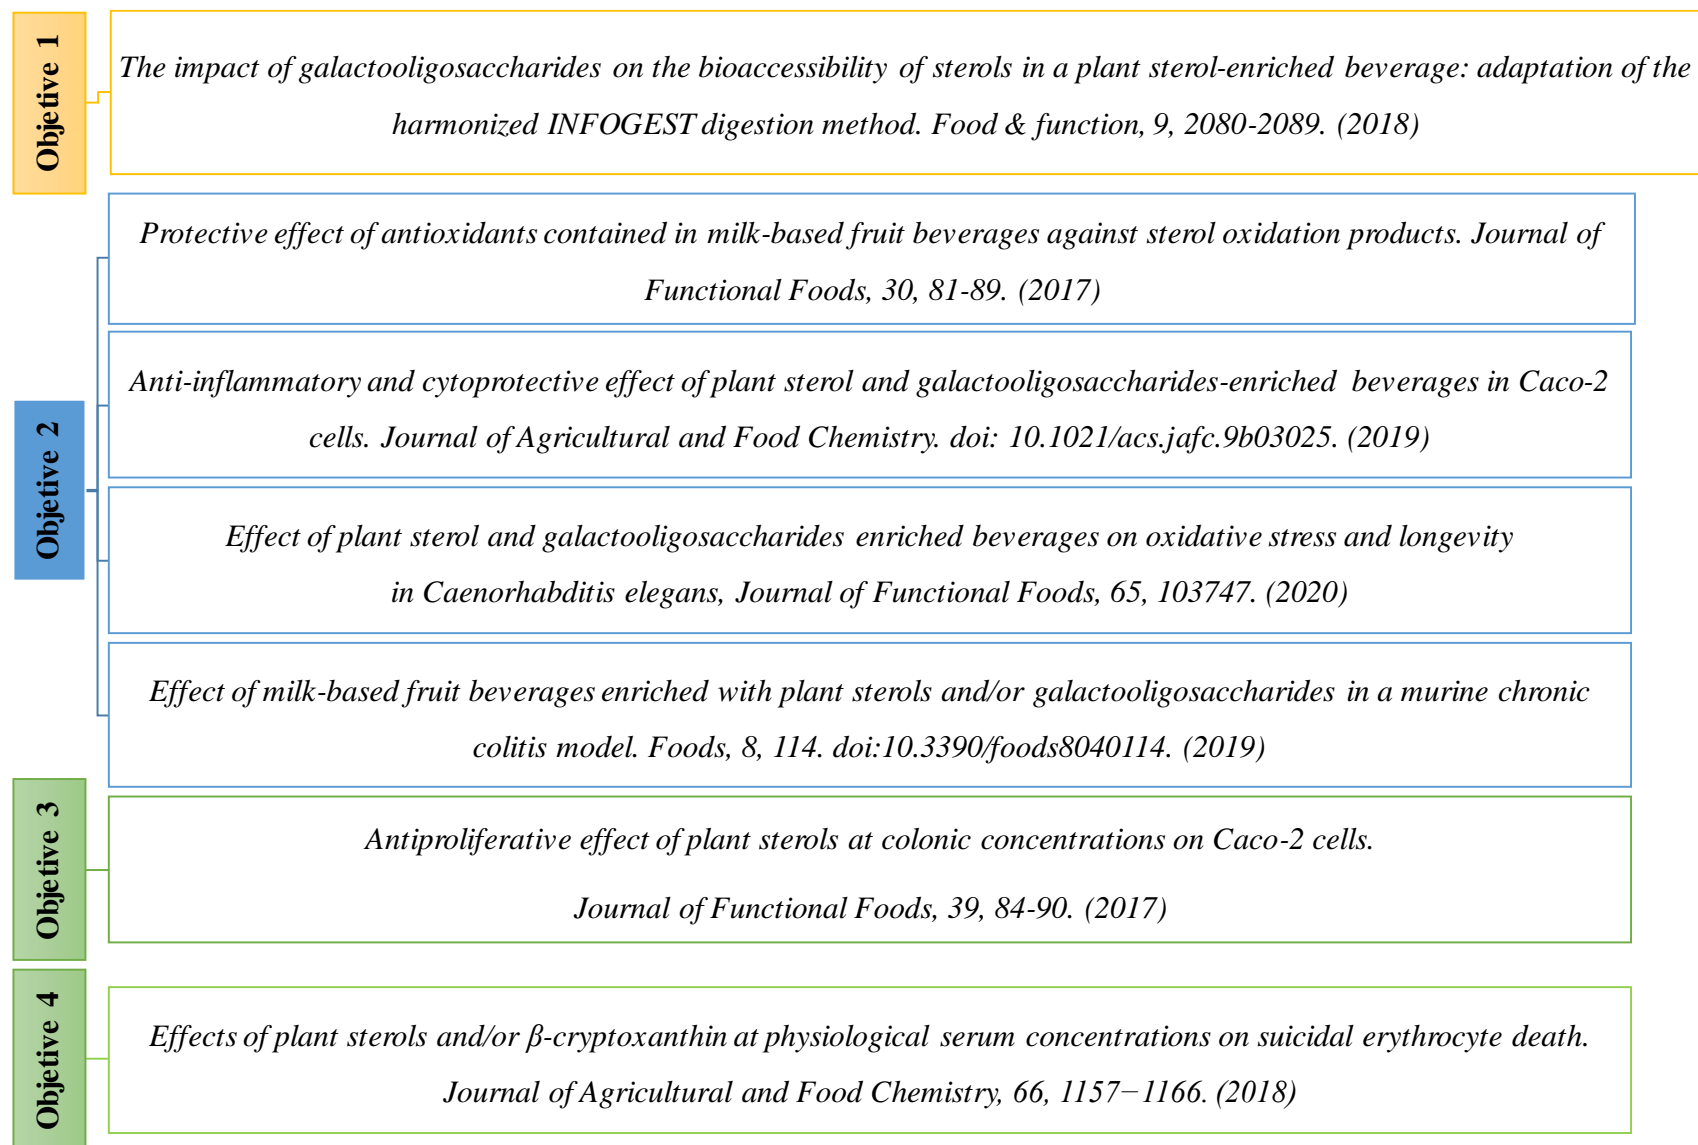 Objetive 1
The impact of galactooligosaccharides on the bioaccessibility of sterols in a plant sterol-enriched beverage: adaptation of the
harmonized INFOGEST digestion method. Food & function, 9, 2080-2089. (2018)
Objetive 2
Protective effect of antioxidants contained in milk-based fruit beverages against sterol oxidation products. Journal of
Functional Foods, 30, 81-89. (2017)
Anti-inflammatory and cytoprotective effect of plant sterol and galactooligosaccharides-enriched beverages in Caco-2
cells. Journal of Agricultural and Food Chemistry. doi: 10.1021/acs.jafc.9b03025. (2019)
Effect of plant sterol and galactooligosaccharides enriched beverages on oxidative stress and longevity
in Caenorhabditis elegans, Journal of Functional Foods, 65, 103747. (2020)
Effect of milk-based fruit beverages enriched with plant sterols and/or galactooligosaccharides in a murine chronic
colitis model. Foods, 8, 114. doi:10.3390/foods8040114. (2019)
Objetive 3
Antiproliferative effect of plant sterols at colonic concentrations on Caco-2 cells.
Journal of Functional Foods, 39, 84-90. (2017)
Objetive 4
Effects of plant sterols and/or β-cryptoxanthin at physiological serum concentrations on suicidal erythrocyte death.
Journal of Agricultural and Food Chemistry, 66, 1157−1166. (2018)